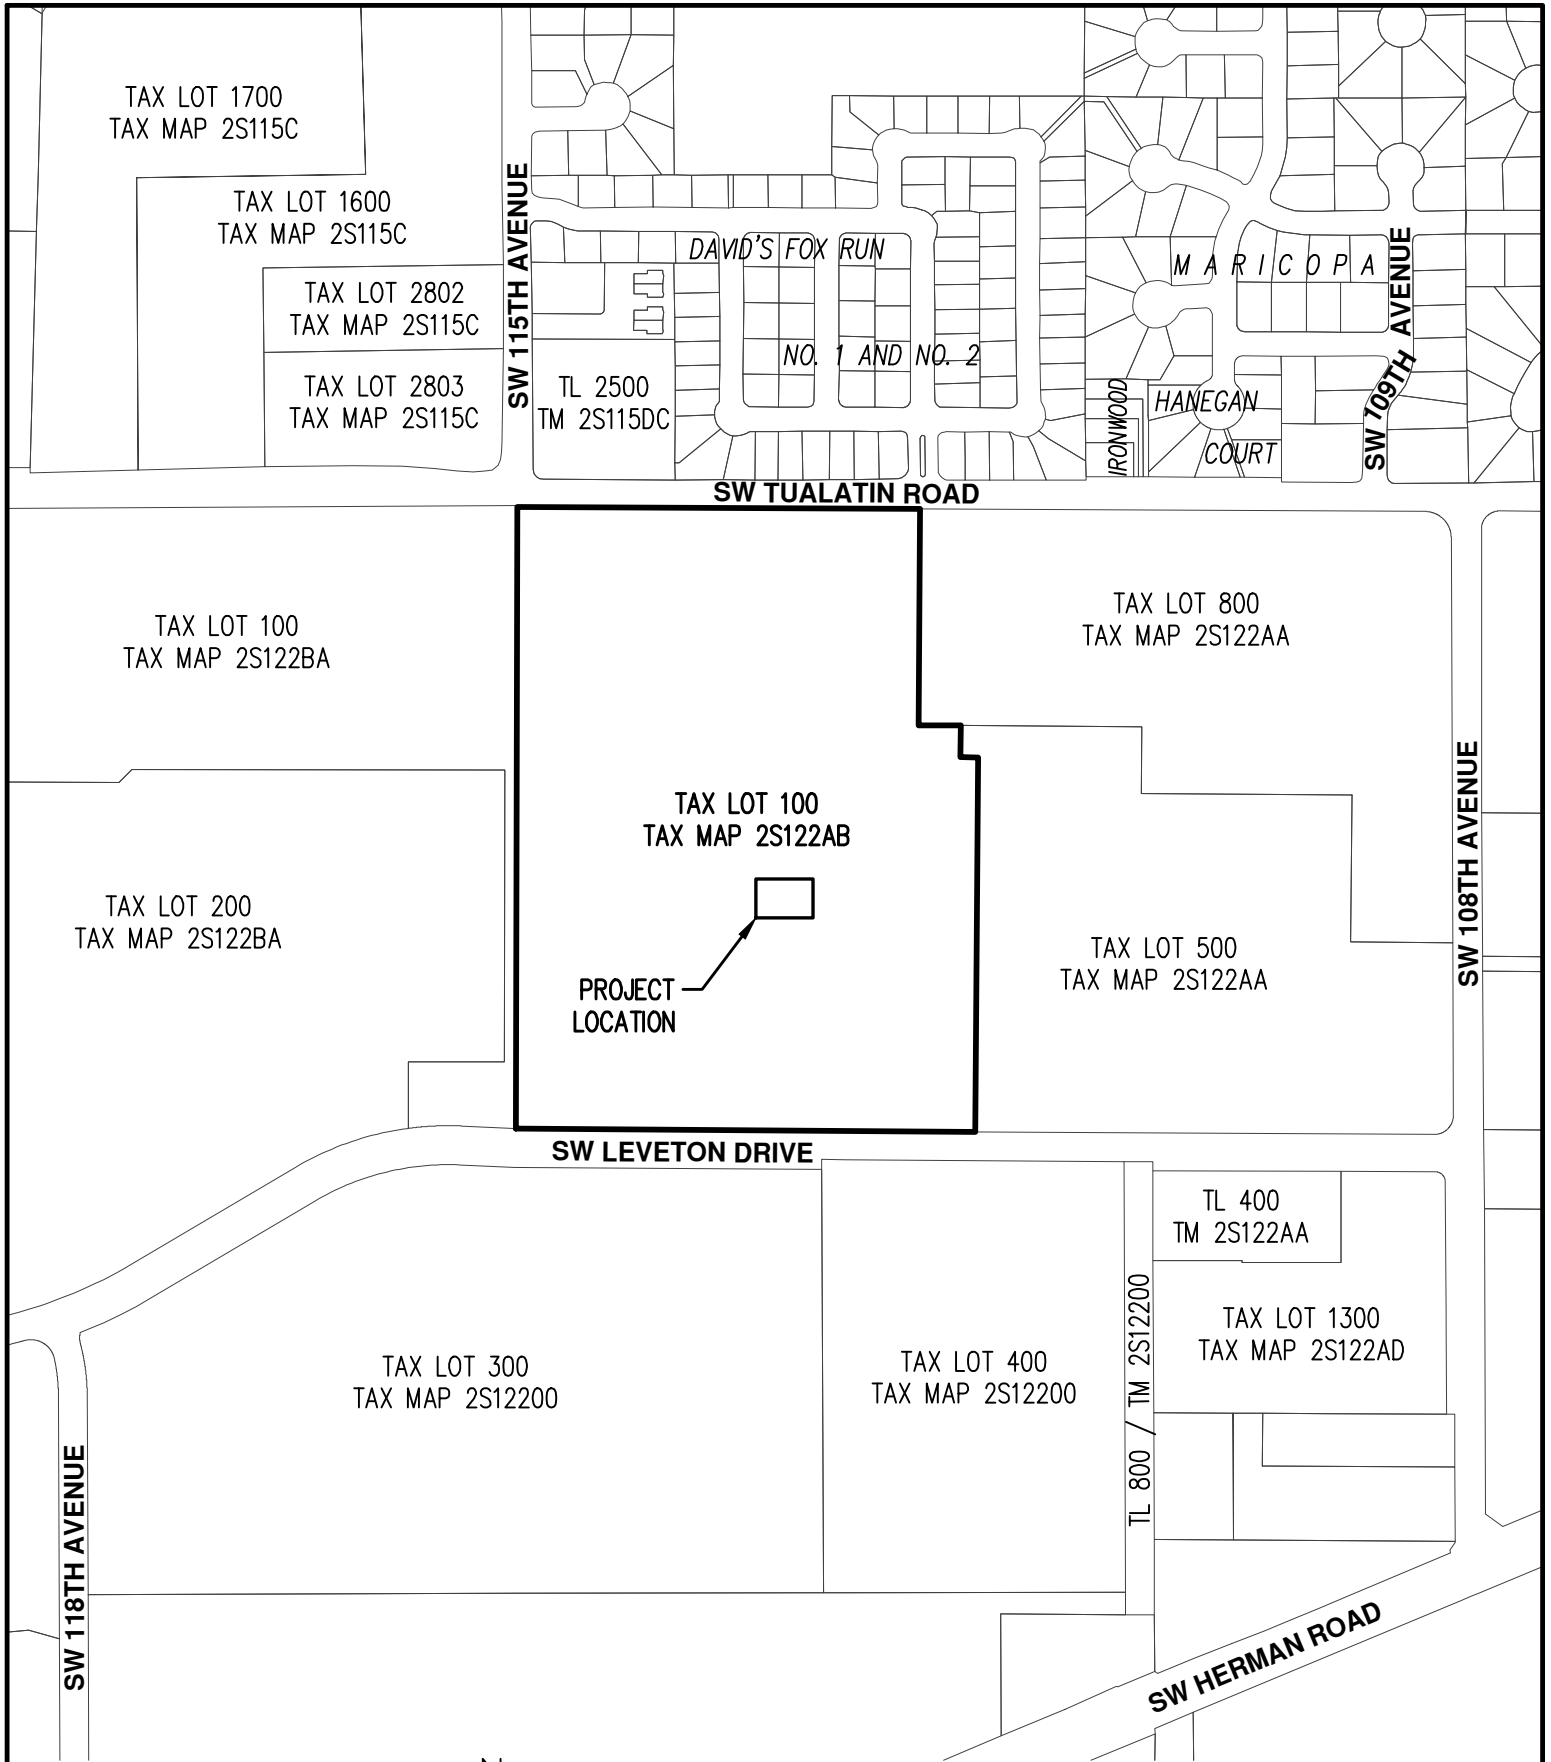 TAX LOT 1700
TAX MAP 2S115C
TAX LOT 1600
TAX MAP 2S115C
TAX LOT 2802
TAX MAP 2S115C
TAX LOT 2803
TAX MAP 2S115C
SW 115TH AVENUE
TL 2500
TM 2S115DC
DAVID'S FOX RUN
NO. 1 AND NO. 2
MARICOPA
IRONWOOD
HANEGAN
COURT
SW 109TH AVENUE
SW TUALATIN ROAD
TAX LOT 100
TAX MAP 2S122BA
TAX LOT 800
TAX MAP 2S122AA
TAX LOT 100
TAX MAP 2S122AB
TAX LOT 200
TAX MAP 2S122BA
PROJECT
LOCATION
TAX LOT 500
TAX MAP 2S122AA
SW 108TH AVENUE
SW LEVETON DRIVE
TL 400
TM 2S122AA
TAX LOT 300
TAX MAP 2S12200
TAX LOT 400
TAX MAP 2S12200
TL 800 / TM 2S12200
TAX LOT 1300
TAX MAP 2S122AD
SW 118TH AVENUE
SW HERMAN ROAD